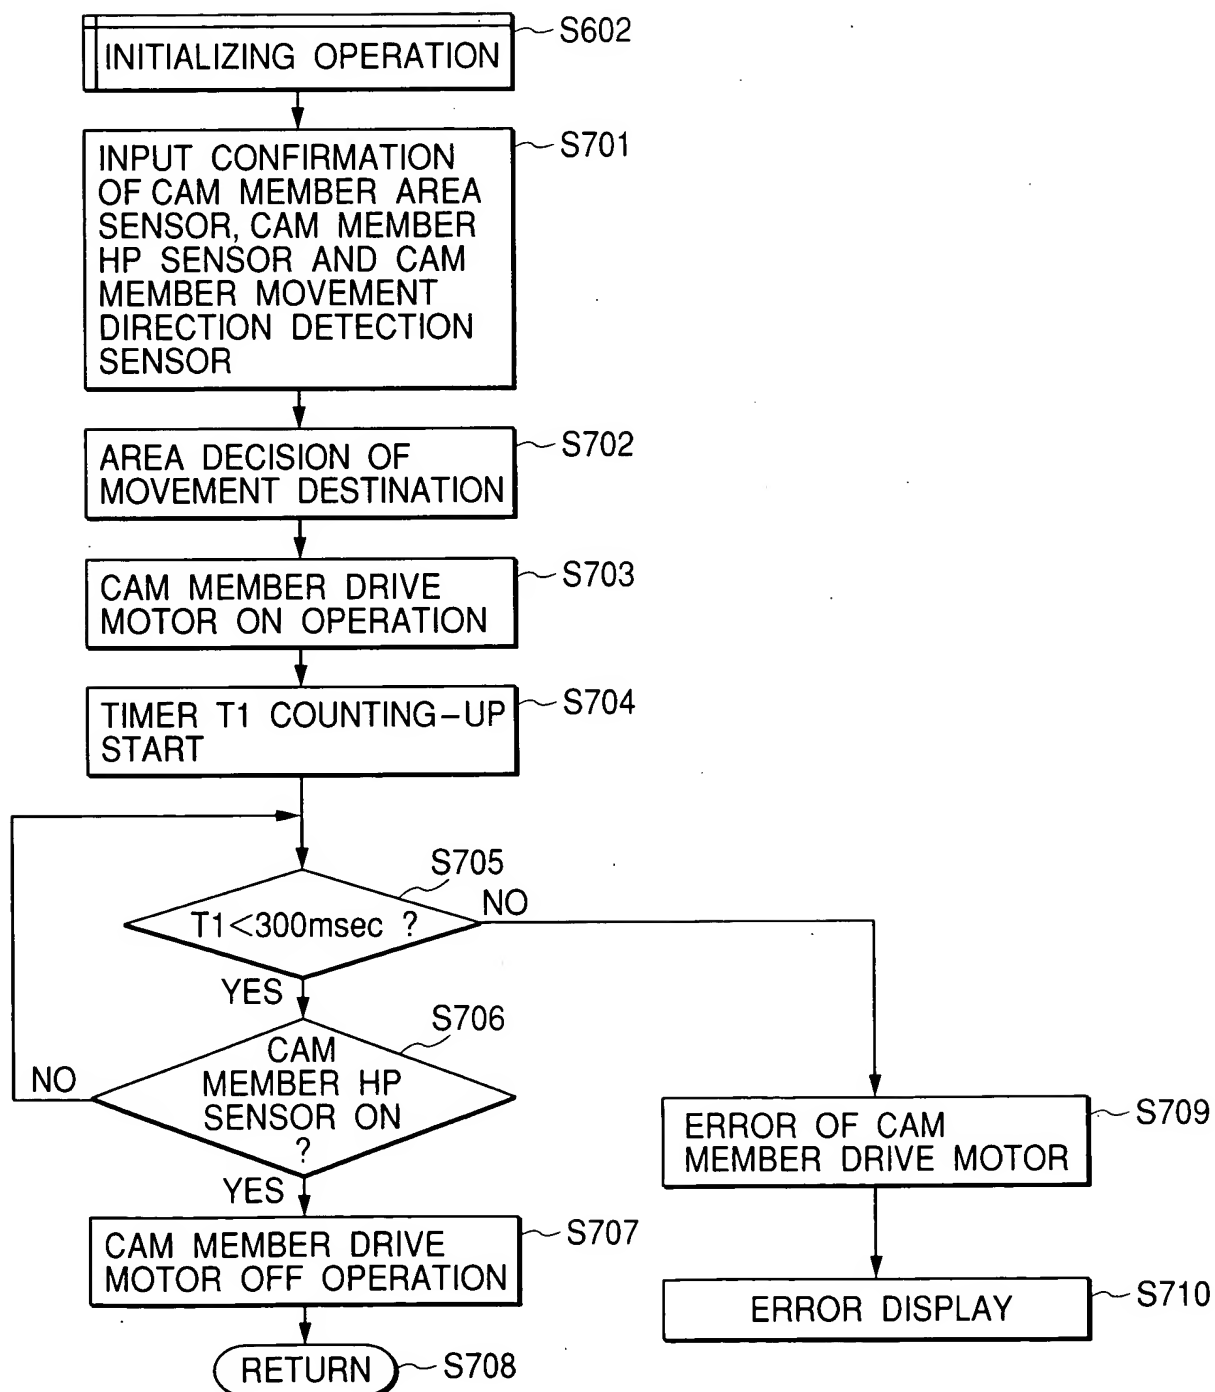 INITIALIZING OPERATION
S602
INPUT CONFIRMATION
OF CAM MEMBER AREA
SENSOR, CAM MEMBER
HP SENSOR AND CAM
MEMBER MOVEMENT
DIRECTION DETECTION
SENSOR
S701
AREA DECISION OF
MOVEMENT DESTINATION
S702
CAM MEMBER DRIVE
MOTOR ON OPERATION
S703
TIMER T1 COUNTING-UP
START
S704
S705
T1<300msec ?
NO
YES
S706
CAM
MEMBER HP
SENSOR ON
?
NO
YES
CAM MEMBER DRIVE
MOTOR OFF OPERATION
S707
RETURN
S708
ERROR OF CAM
MEMBER DRIVE MOTOR
S709
ERROR DISPLAY
S710